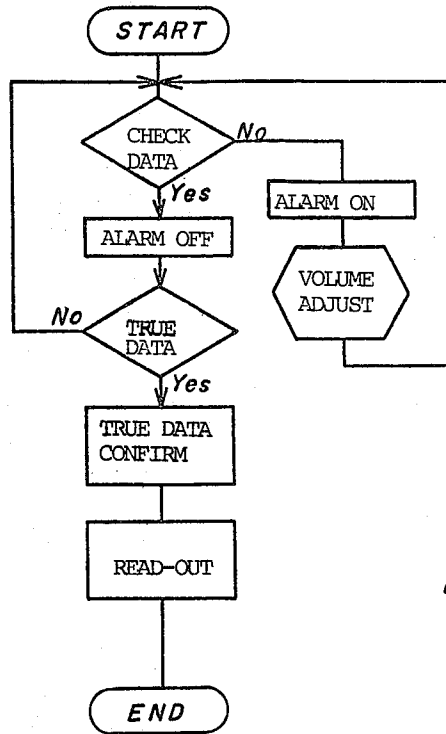 START
CHECK
DATA
No
Yes
ALARM ON
ALARM OFF
VOLUME
ADJUST
No
TRUE
DATA
Yes
TRUE DATA
CONFIRM
READ-OUT
END